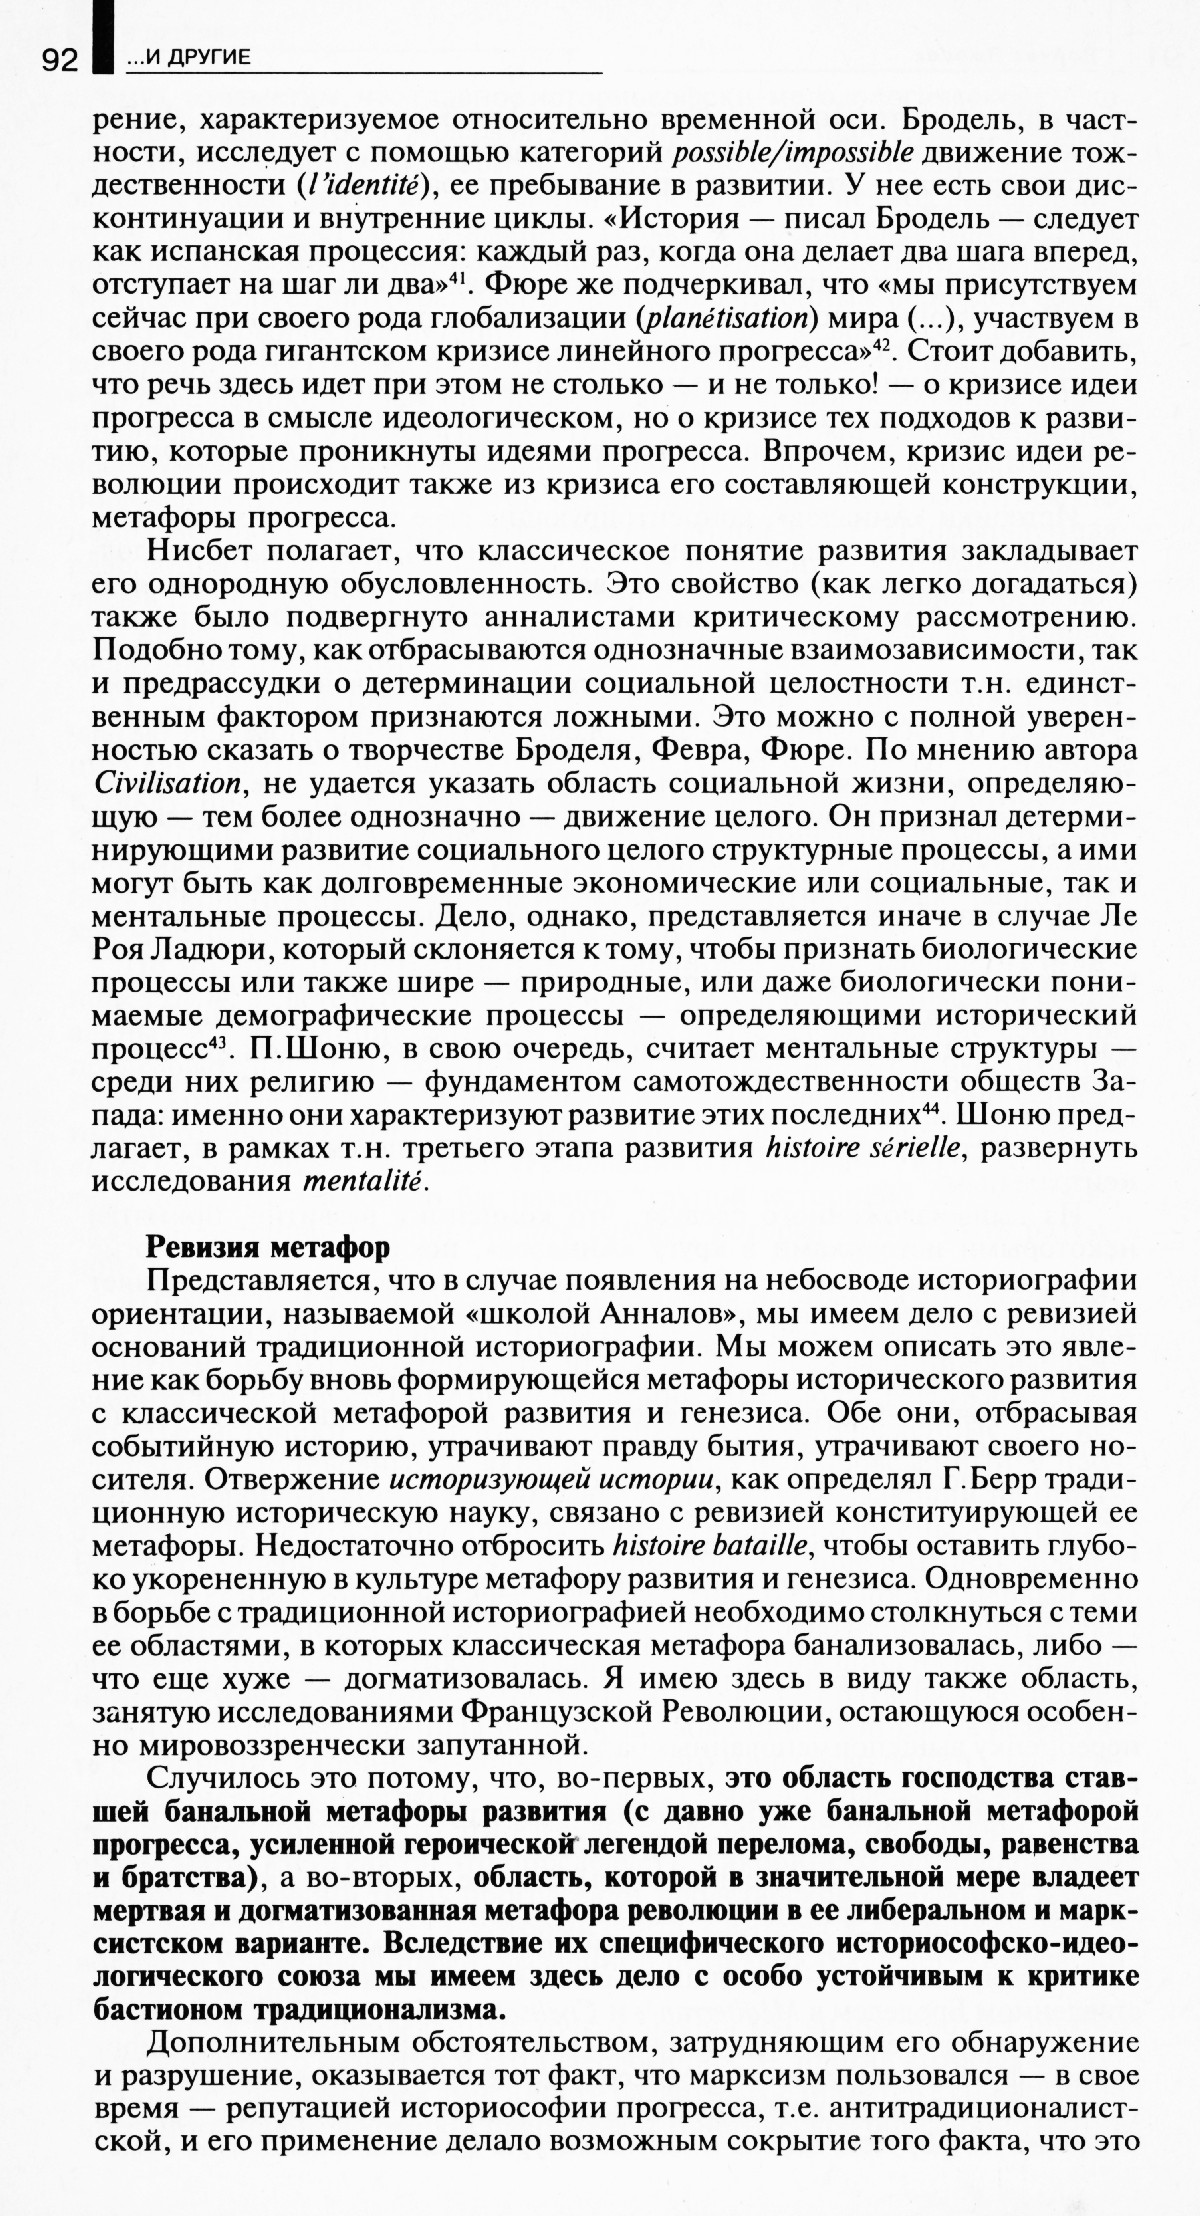 92
...И ДРУГИЕ
рение, характеризуемое относительно временной оси. Бродель, в част-
ности, исследует с помощью категорий possible/impossible движение тож-
дественности (l’identité), ее пребывание в развитии. У нее есть свои дис-
континуации и внутренние циклы. «История — писал Бродель — следует
как испанская процессия: каждый раз, когда она делает два шага вперед,
отступает на шаг ли два»⁴¹. Фюре же подчеркивал, что «мы присутствуем
сейчас при своего рода глобализации (planétisation) мира (...), участвуем в
своего рода гигантском кризисе линейного прогресса»⁴². Стоит добавить,
что речь здесь идет при этом не столько — и не только! — о кризисе идеи
прогресса в смысле идеологическом, но о кризисе тех подходов к разви-
тию, которые проникнуты идеями прогресса. Впрочем, кризис идеи ре-
волюции происходит также из кризиса его составляющей конструкции,
метафоры прогресса.
Нисбет полагает, что классическое понятие развития закладывает
его однородную обусловленность. Это свойство (как легко догадаться)
также было подвергнуто анналистами критическому рассмотрению.
Подобно тому, как отбрасываются однозначные взаимозависимости, так
и предрассудки о детерминации социальной целостности т.н. единст-
венным фактором признаются ложными. Это можно с полной уверен-
ностью сказать о творчестве Броделя, Февра, Фюре. По мнению автора
Civilisation, не удается указать область социальной жизни, определяю-
щую — тем более однозначно — движение целого. Он признал детерми-
нирующими развитие социального целого структурные процессы, а ими
могут быть как долговременные экономические или социальные, так и
ментальные процессы. Дело, однако, представляется иначе в случае Ле
Роя Ладюри, который склоняется к тому, чтобы признать биологические
процессы или также шире — природные, или даже биологически пони-
маемые демографические процессы — определяющими исторический
процесс⁴³. П.Шоню, в свою очередь, считает ментальные структуры —
среди них религию — фундаментом самотождественности обществ За-
пада: именно они характеризуют развитие этих последних⁴⁴. Шоню пред-
лагает, в рамках т.н. третьего этапа развития histoire sérielle, развернуть
исследования mentalité.
Ревизия метафор
Представляется, что в случае появления на небосводе историографии
ориентации, называемой «школой Анналов», мы имеем дело с ревизией
оснований традиционной историографии. Мы можем описать это явле-
ние как борьбу вновь формирующейся метафоры исторического развития
с классической метафорой развития и генезиса. Обе они, отбрасывая
событийную историю, утрачивают правду бытия, утрачивают своего но-
сителя. Отвержение историзующей истории, как определял Г.Берр тради-
ционную историческую науку, связано с ревизией конституирующей ее
метафоры. Недостаточно отбросить histoire bataille, чтобы оставить глубо-
ко укорененную в культуре метафору развития и генезиса. Одновременно
в борьбе с традиционной историографией необходимо столкнуться с теми
ее областями, в которых классическая метафора банализовалась, либо —
что еще хуже — догматизовалась. Я имею здесь в виду также область,
занятую исследованиями Французской Революции, остающуюся особен-
но мировоззренчески запутанной.
Случилось это потому, что, во-первых, это область господства став-
шей банальной метафоры развития (с давно уже банальной метафорой
прогресса, усиленной героической легендой перелома, свободы, равенства
и братства), а во-вторых, область, которой в значительной мере владеет
мертвая и догматизованная метафора революции в ее либеральном и марк-
систском варианте. Вследствие их специфического историософско-идео-
логического союза мы имеем здесь дело с особо устойчивым к критике
бастионом традиционализма.
Дополнительным обстоятельством, затрудняющим его обнаружение
и разрушение, оказывается тот факт, что марксизм пользовался — в свое
время — репутацией историософии прогресса, т.е. антитрадиционалист-
ской, и его применение делало возможным сокрытие того факта, что это